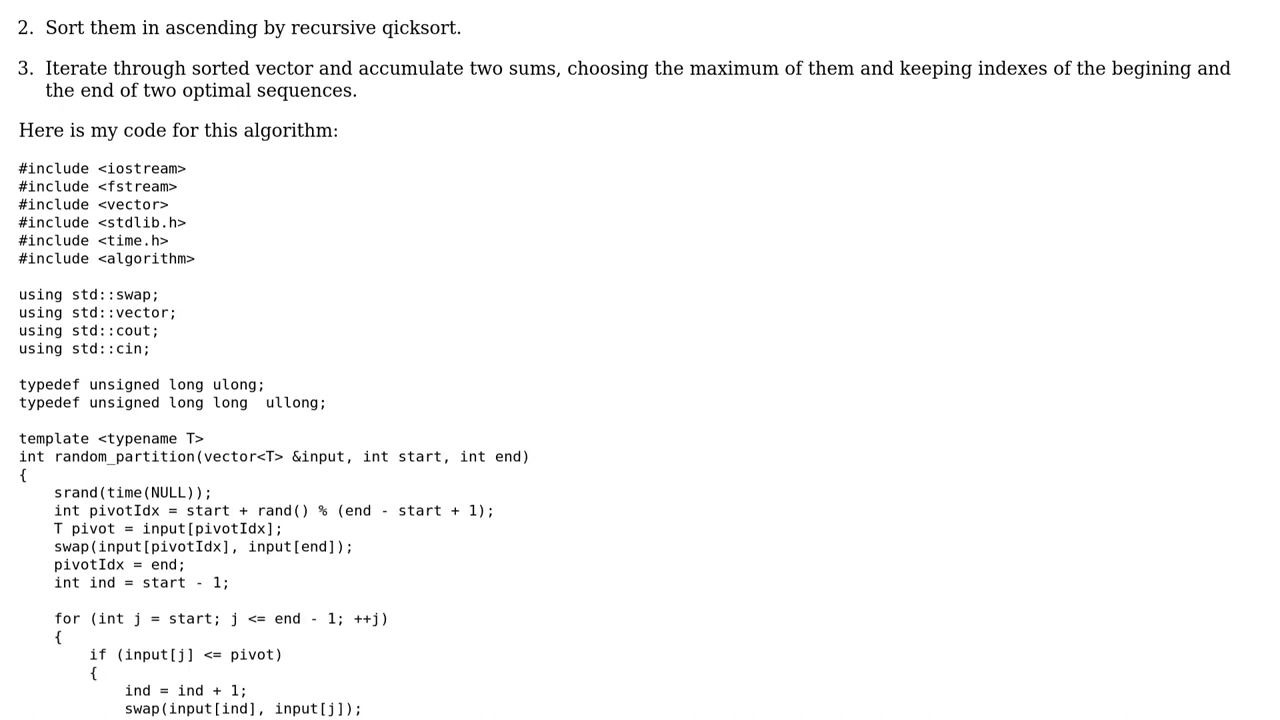 2. Sort them in ascending by recursive qicksort.
3. Iterate through sorted vector and accumulate two sums, choosing the maximum of them and keeping indexes of the begining and
the end of two optimal sequences.
Here is my code for this algorithm:
#include <iostream>
#include <fstream>
#include <vector>
#include <stdlib.h>
#include <time.h>
#include <algorithm>
using std::swap;
using std::vector;
using std::cout;
using std::cin;
typedef unsigned long ulong;
typedef unsigned long long  ullong;
template <typename T>
int random_partition(vector<T> &input, int start, int end)
{
    srand(time(NULL));
    int pivotIdx = start + rand() % (end - start + 1);
    T pivot = input[pivotIdx];
    swap(input[pivotIdx], input[end]);
    pivotIdx = end;
    int ind = start - 1;
    for (int j = start; j <= end - 1; ++j)
    {
        if (input[j] <= pivot)
        {
            ind = ind + 1;
            swap(input[ind], input[j]);